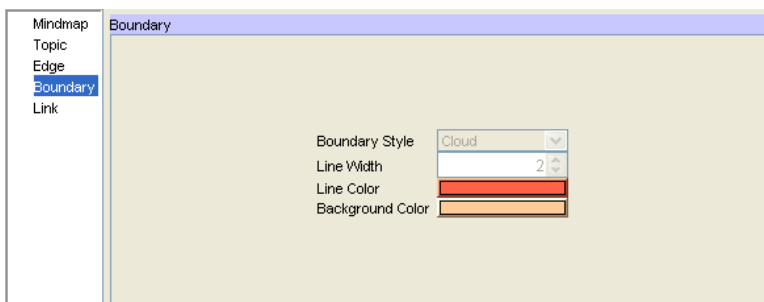 Mindmap
Topic
Edge
Boundary
Link
Boundary
Boundary Style Cloud
Line Width 2
Line Color
Background Color